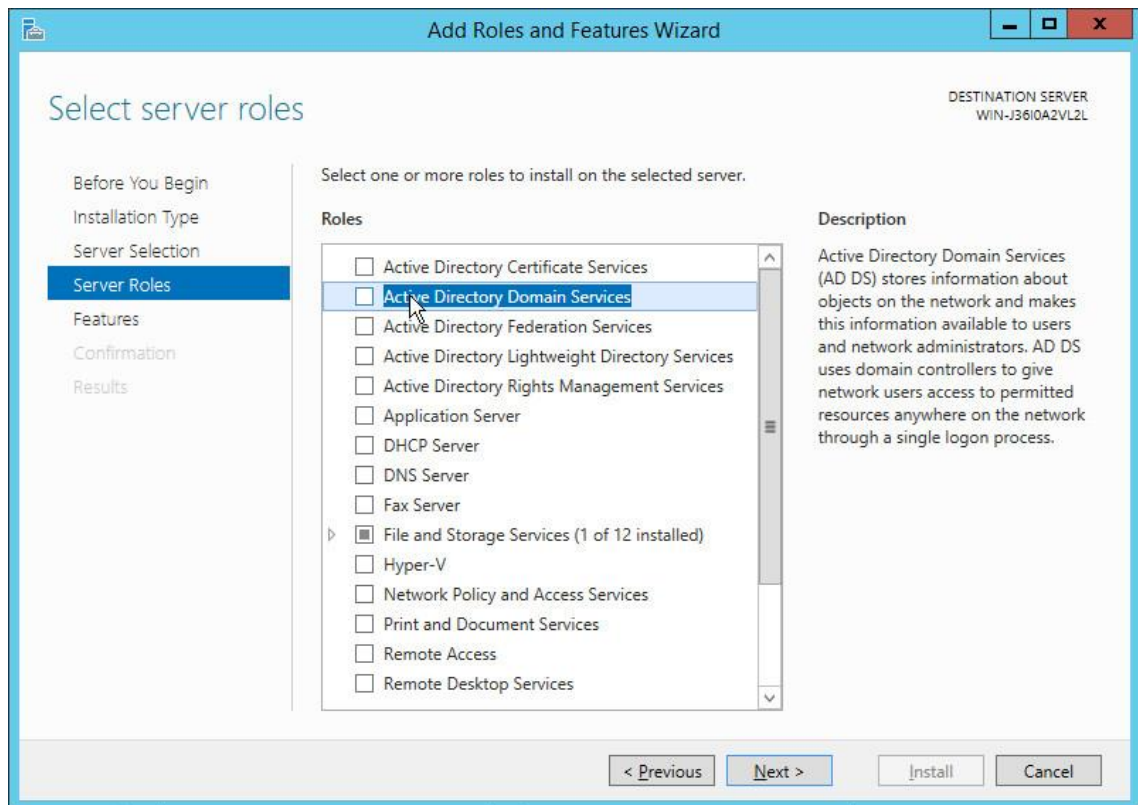 Add Roles and Features Wizard
Select server roles
DESTINATION SERVER
WIN-J36I0A2VL2L
Before You Begin
Installation Type
Server Selection
Server Roles
Features
Confirmation
Results
Select one or more roles to install on the selected server.
Roles
Active Directory Certificate Services
Active Directory Domain Services
Active Directory Federation Services
Active Directory Lightweight Directory Services
Active Directory Rights Management Services
Application Server
DHCP Server
DNS Server
Fax Server
File and Storage Services (1 of 12 installed)
Hyper-V
Network Policy and Access Services
Print and Document Services
Remote Access
Remote Desktop Services
Description
Active Directory Domain Services
(AD DS) stores information about
objects on the network and makes
this information available to users
and network administrators. AD DS
uses domain controllers to give
network users access to permitted
resources anywhere on the network
through a single logon process.
< Previous
Next >
Install
Cancel